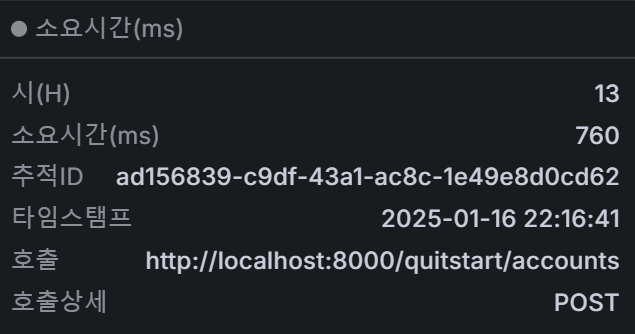 소요시간(ms)
시(H) 13
소요시간(ms) 760
추적ID ad156839-c9df-43a1-ac8c-1e49e8d0cd62
타임스탬프 2025-01-16 22:16:41
호출 http://localhost:8000/quitstart/accounts
호출상세 POST